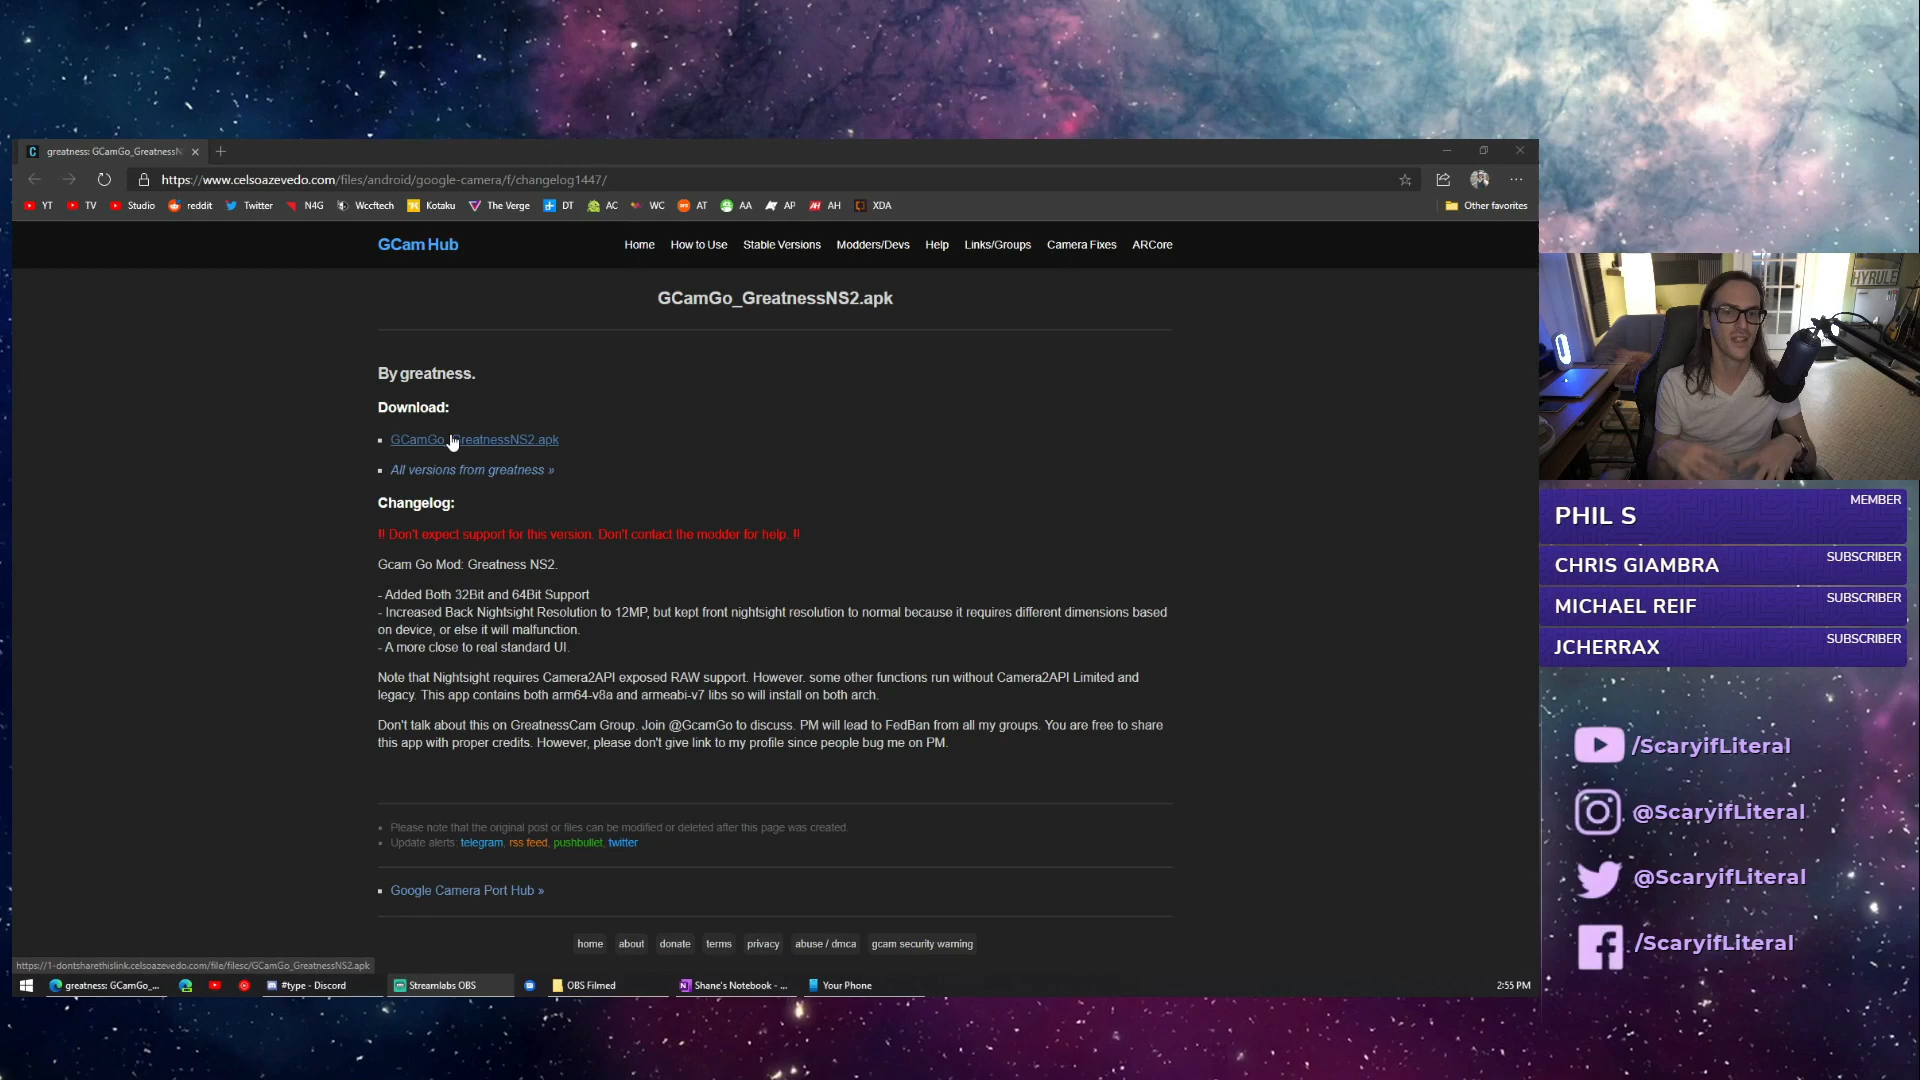 greatness: GCamGo_GreatnessN
https://www.celsoazevedo.com/files/android/google-camera/f/changelog1447/
YT TV Studio reddit Twitter N4G Wccftech Kotaku The Verge DT AC WC AT AA AP AH XDA Other favorites
GCam Hub Home How to Use Stable Versions Modders/Devs Help Links/Groups Camera Fixes ARCore
GCamGo_GreatnessNS2.apk
By greatness.
Download:
GCamGo_GreatnessNS2.apk
All versions from greatness »
Changelog:
!! Don't expect support for this version. Don't contact the modder for help. !!
Gcam Go Mod: Greatness NS2.
- Added Both 32Bit and 64Bit Support
- Increased Back Nightsight Resolution to 12MP, but kept front nightsight resolution to normal because it requires different dimensions based
on device, or else it will malfunction.
- A more close to real standard UI.
Note that Nightsight requires Camera2API exposed RAW support. However. some other functions run without Camera2API Limited and
legacy. This app contains both arm64-v8a and armeabi-v7 libs so will install on both arch.
Don't talk about this on GreatnessCam Group. Join @GcamGo to discuss. PM will lead to FedBan from all my groups. You are free to share
this app with proper credits. However, please don't give link to my profile since people bug me on PM.
Please note that the original post or files can be modified or deleted after this page was created.
Update alerts: telegram, rss feed, pushbullet, twitter
Google Camera Port Hub »
home about donate terms privacy abuse / dmca gcam security warning
https://1-dontsharethislink.celsoazevedo.com/file/filesc/GCamGo_GreatnessNS2.apk
greatness: GCamGo_... #type - Discord Streamlabs OBS OBS Filmed Shane's Notebook - ... Your Phone 2:55 PM
HYRULE
MEMBER
PHIL S
SUBSCRIBER
CHRIS GIAMBRA
SUBSCRIBER
MICHAEL REIF
SUBSCRIBER
JCHERRAX
/ScaryifLiteral
@ScaryifLiteral
@ScaryifLiteral
/ScaryifLiteral